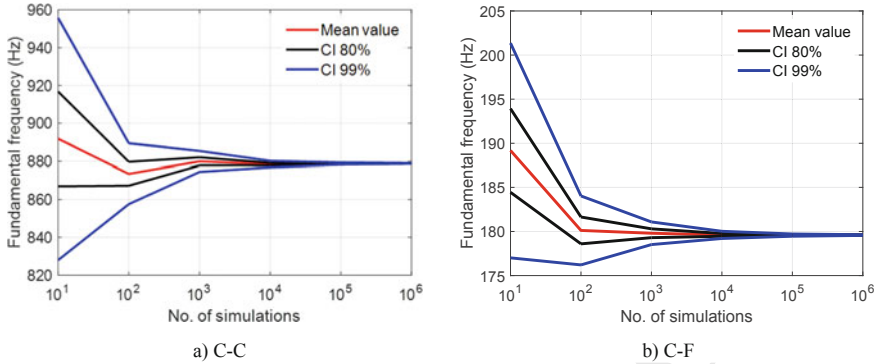 960
940
920
900
880
860
840
820
Fundamental frequency (Hz)
Mean value
CI 80%
CI 99%
10^1 10^2 10^3 10^4 10^5 10^6
No. of simulations
a) C-C
205
200
195
190
185
180
175
Fundamental frequency (Hz)
Mean value
CI 80%
CI 99%
10^1 10^2 10^3 10^4 10^5 10^6
No. of simulations
b) C-F